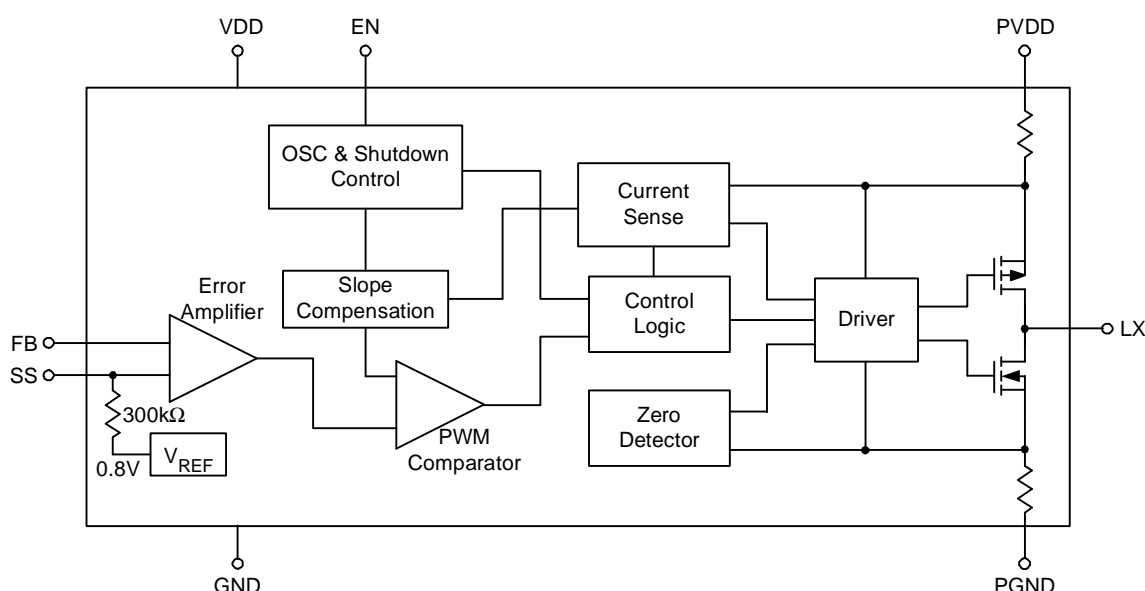 VDD
EN
PVDD
OSC & Shutdown
Control
Current
Sense
Error
Amplifier
Slope
Compensation
Control
Logic
Driver
FB
LX
SS
300kΩ
VREF
0.8V
PWM
Comparator
Zero
Detector
GND
PGND